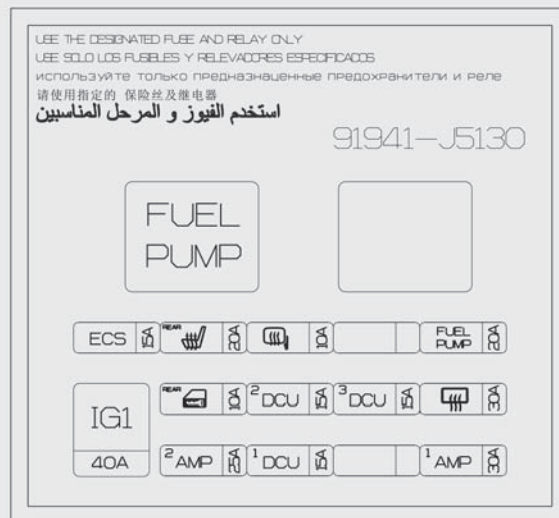 USE THE DESIGNATED FUSE AND RELAY ONLY
USE SOLO LOS FUSIBLES Y RELEVADORES ESPECIFICADOS
используйте только предназнаценные предохранители и реле
请使用指定的 保险丝及继电器
استخدم الفيوز و المرحل المناسبين
91941-J5130
FUEL
PUMP
ECS 15A REAR 20A 10A FUEL PUMP 20A
IG1
40A
REAR 10A 2 DCU 15A 3 DCU 15A 30A
2 AMP 25A 1 DCU 15A 1 AMP 30A